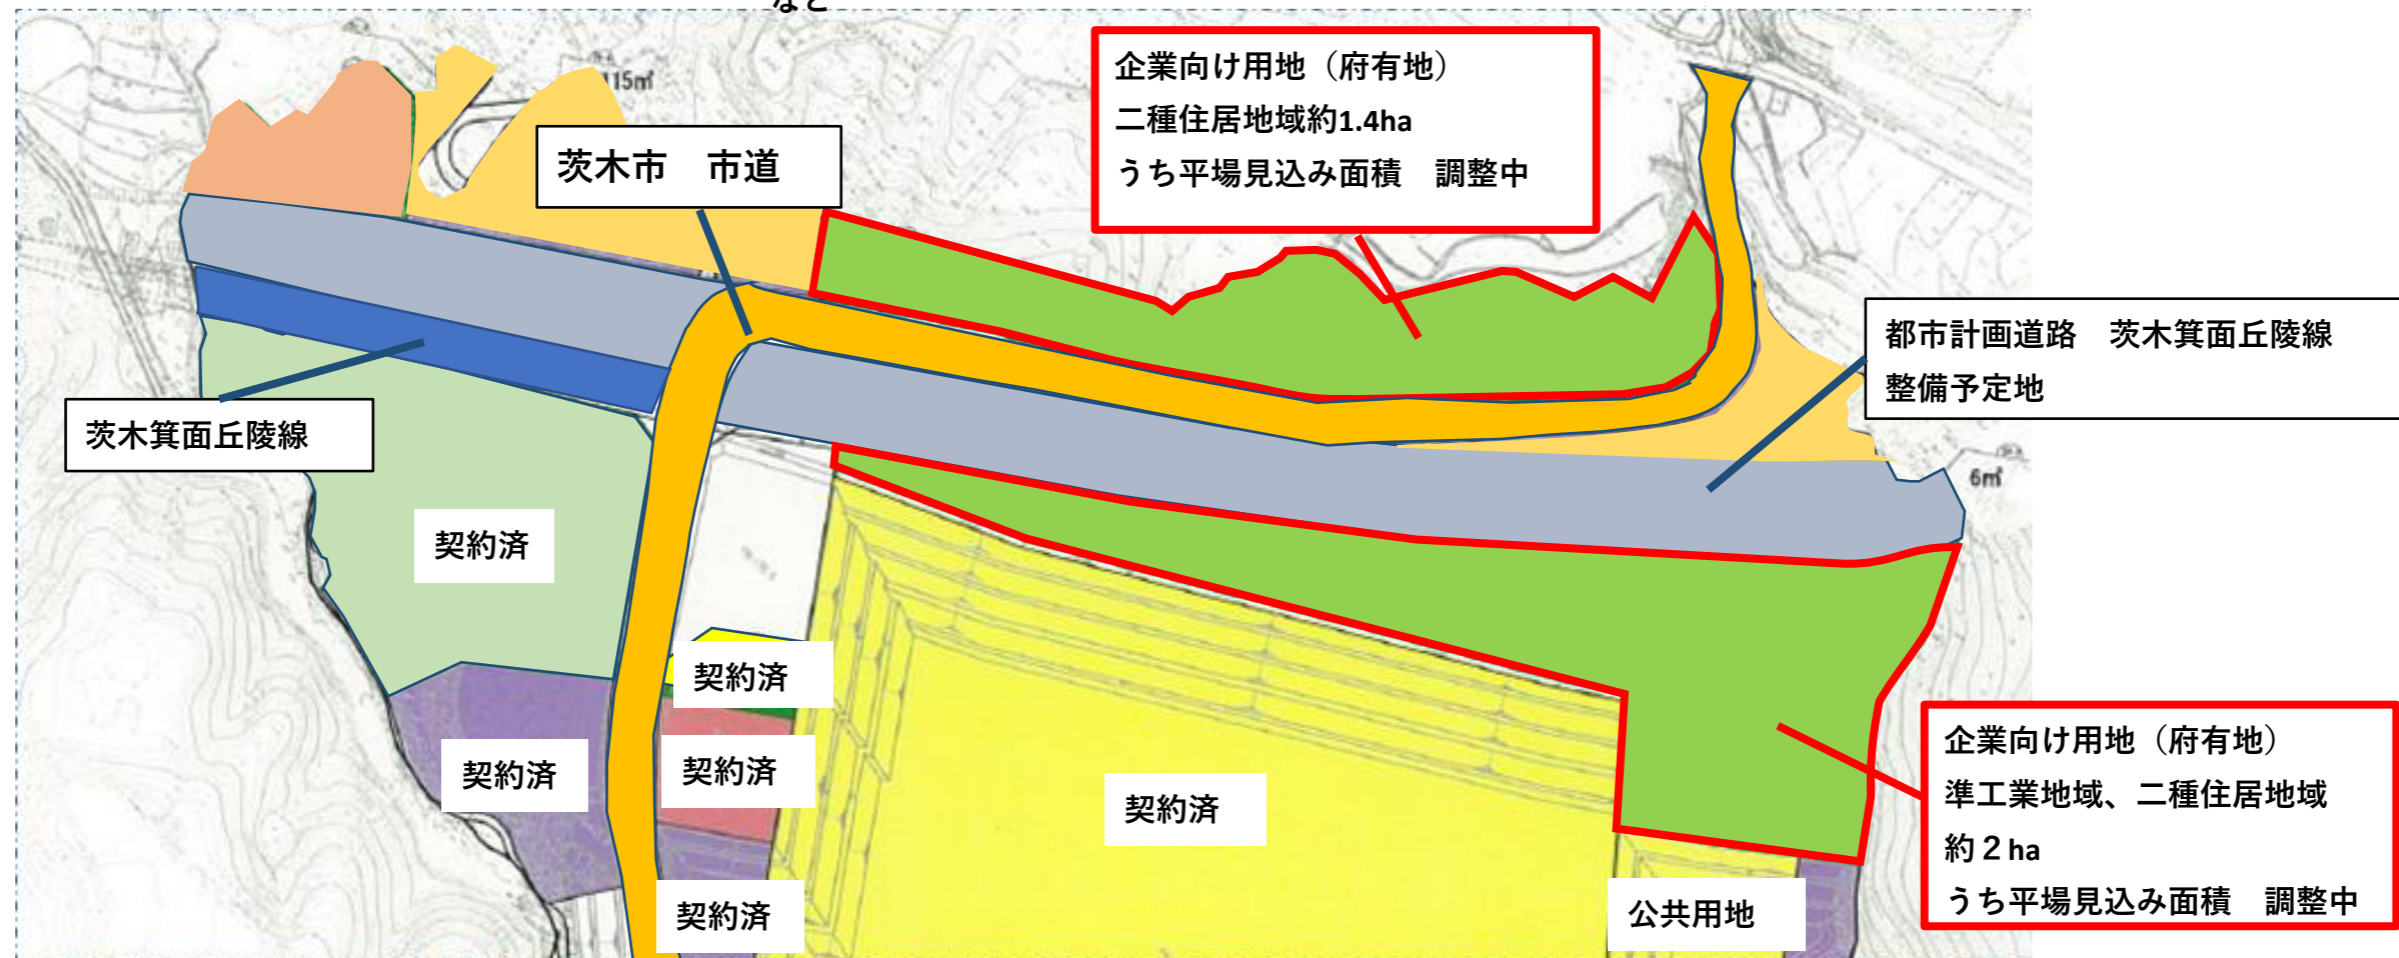 など
115㎡
企業向け用地（府有地）
二種住居地域約1.4ha
うち平場見込み面積　調整中
茨木市　市道
都市計画道路　茨木箕面丘陵線
整備予定地
茨木箕面丘陵線
6㎡
契約済
契約済
契約済
契約済
契約済
契約済
公共用地
企業向け用地（府有地）
準工業地域、二種住居地域
約２ha
うち平場見込み面積　調整中